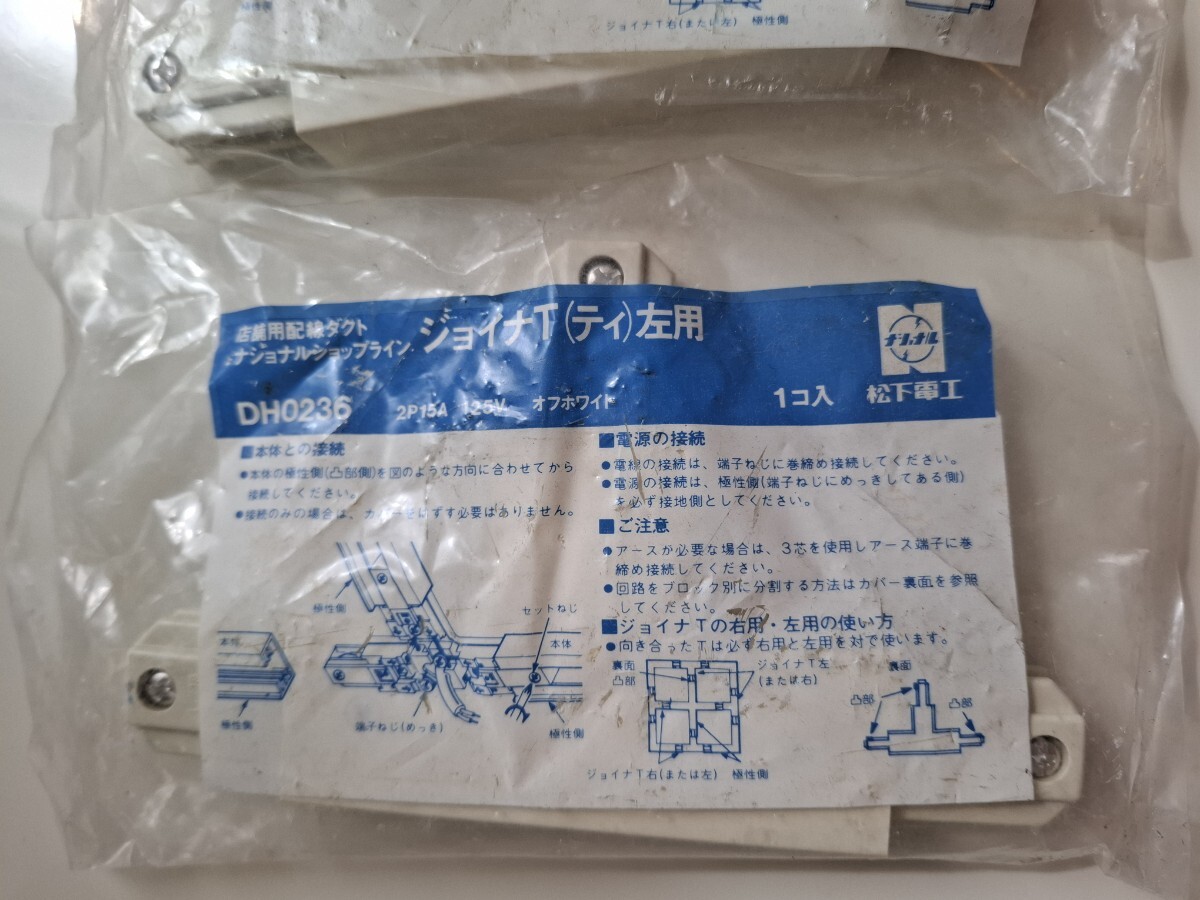 極性側
ジョイナT右(または左) 極性側
店舗用配線ダクト
ナショナルショップライン
ジョイナT(ティ)左用
ナショナル
DH0236 2P15A 125V オフホワイト 1コ入 松下電工
■本体との接続
●本体の極性側(凸部側)を図のような方向に合わせてから
接続してください。
●接続のみの場合は、カバーをはずす必要はありません。
極性側
セットねじ
本体
本体
極性側
端子ねじ(めっき)
極性側
■電源の接続
●電線の接続は、端子ねじに巻締め接続してください。
●電源の接続は、極性側(端子ねじにめっきしてある側)
を必ず接地側としてください。
■ご注意
●アースが必要な場合は、3芯を使用しアース端子に巻
締め接続してください。
●回路をブロック別に分割する方法はカバー裏面を参照
してください。
■ジョイナTの右用・左用の使い方
●向き合ったTは必ず右用と左用を対で使います。
裏面
凸部
ジョイナT左
(または右)
裏面
凸部
凸部
ジョイナT右(または左) 極性側